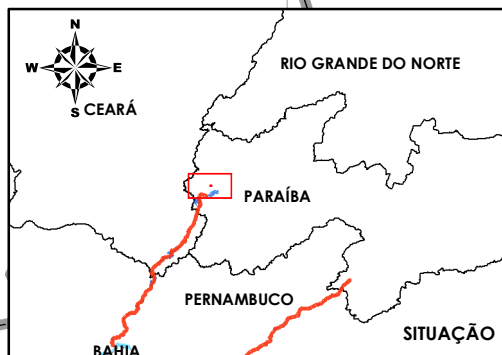 N
RIO GRANDE DO NORTE
W E
S
CEARÁ
PARAÍBA
PERNAMBUCO
SITUAÇÃO
BAHIA